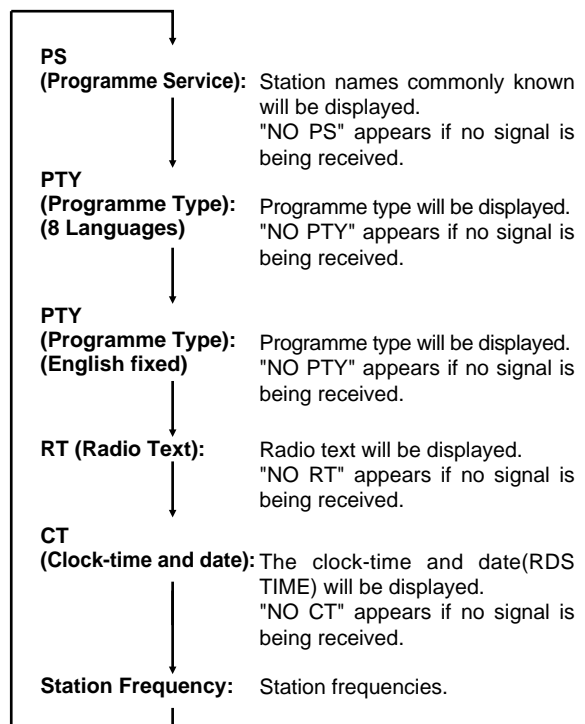 PS
(Programme Service): Station names commonly known
will be displayed.
"NO PS" appears if no signal is
being received.
PTY
(Programme Type): Programme type will be displayed.
(8 Languages) "NO PTY" appears if no signal is
being received.
PTY
(Programme Type): Programme type will be displayed.
(English fixed) "NO PTY" appears if no signal is
being received.
RT (Radio Text): Radio text will be displayed.
"NO RT" appears if no signal is
being received.
CT
(Clock-time and date): The clock-time and date(RDS
TIME) will be displayed.
"NO CT" appears if no signal is
being received.
Station Frequency: Station frequencies.